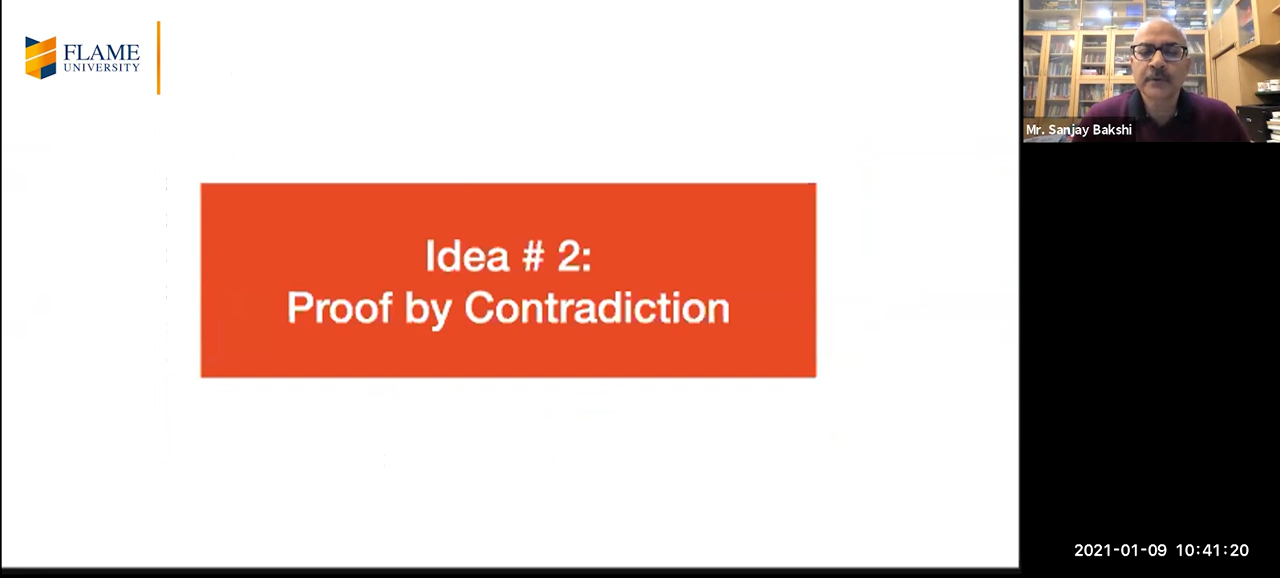 FLAME
UNIVERSITY
Idea # 2:
Proof by Contradiction
Mr. Sanjay Bakshi
2021-01-09 10:41:20